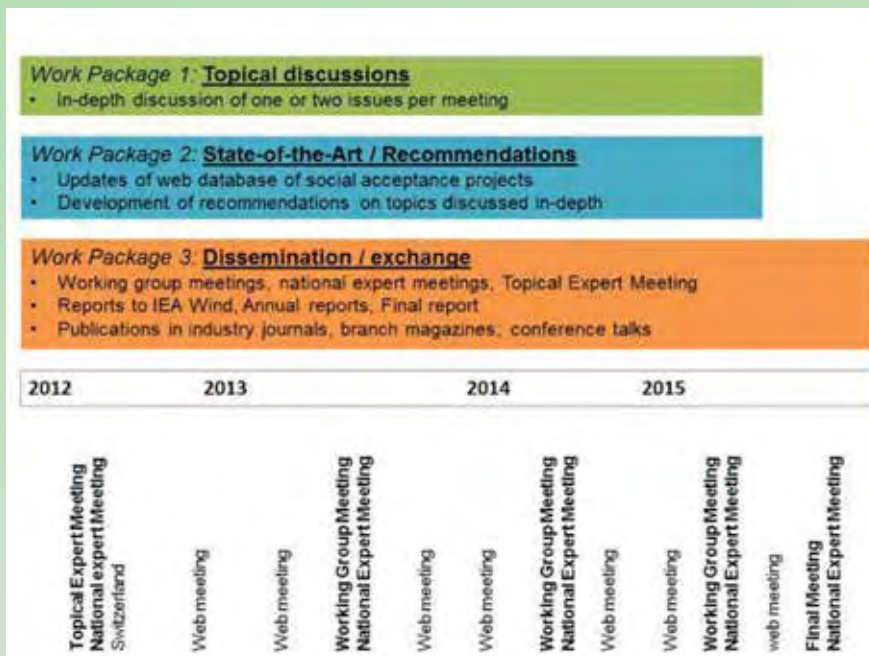 Work Package 1: Topical discussions
• In-depth discussion of one or two issues per meeting
Work Package 2: State-of-the-Art / Recommendations
• Updates of web database of social acceptance projects
• Development of recommendations on topics discussed in-depth
Work Package 3: Dissemination / exchange
• Working group meetings, national expert meetings, Topical Expert Meeting
• Reports to IEA Wind, Annual reports, Final report
• Publications in industry journals, branch magazines, conference talks
2012 2013 2014 2015
Topical Expert Meeting
National expert Meeting
Switzerland
Web meeting
Web meeting
Working Group Meeting
National Expert Meeting
Web meeting
Web meeting
Working Group Meeting
National Expert Meeting
Web meeting
Web meeting
Working Group Meeting
National Expert Meeting
web meeting
Final Meeting
National Expert Meeting